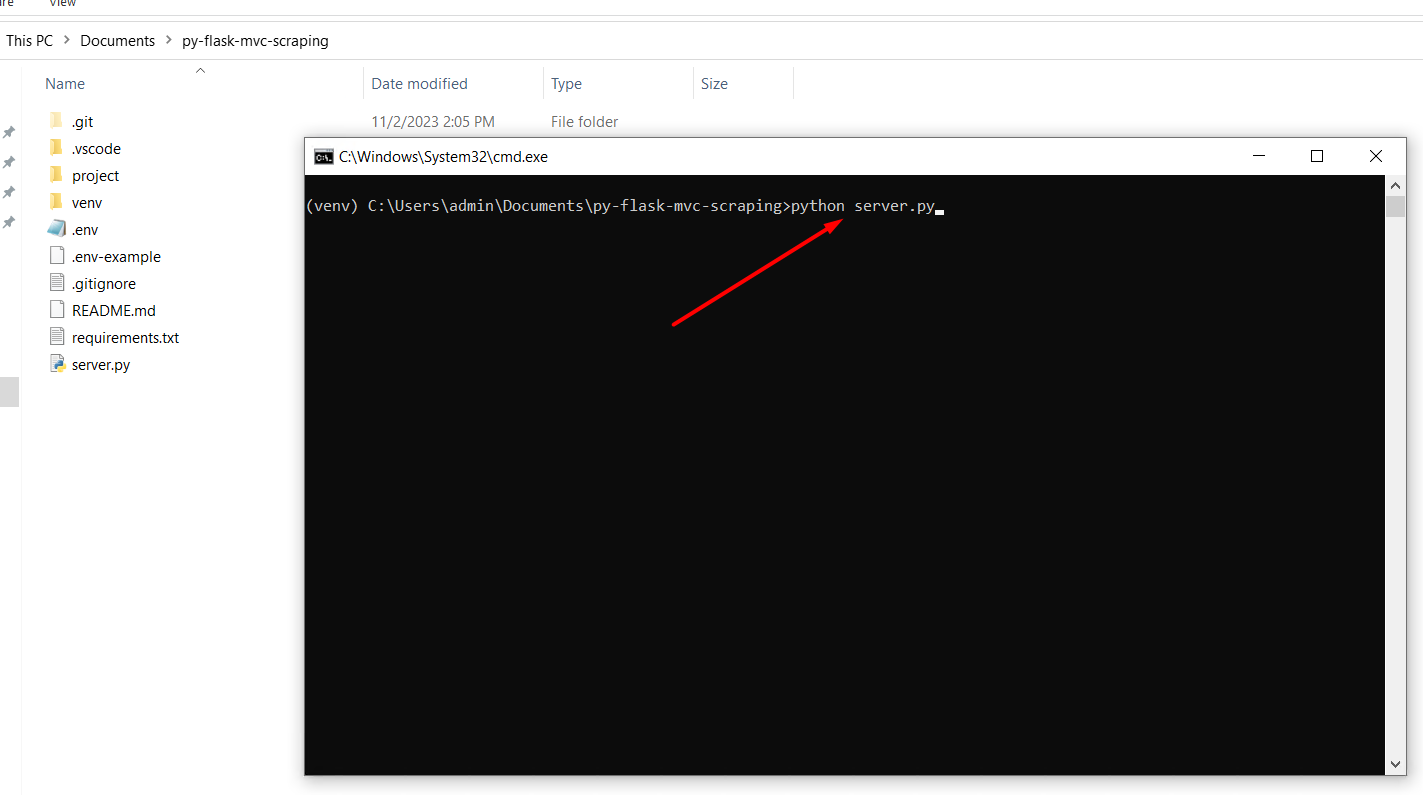 View
This PC > Documents > py-flask-mvc-scraping
Name Date modified Type Size
.git 11/2/2023 2:05 PM File folder
.vscode
project
venv
.env
.env-example
.gitignore
README.md
requirements.txt
server.py
C:\Windows\System32\cmd.exe
(venv) C:\Users\admin\Documents\py-flask-mvc-scraping>python server.py